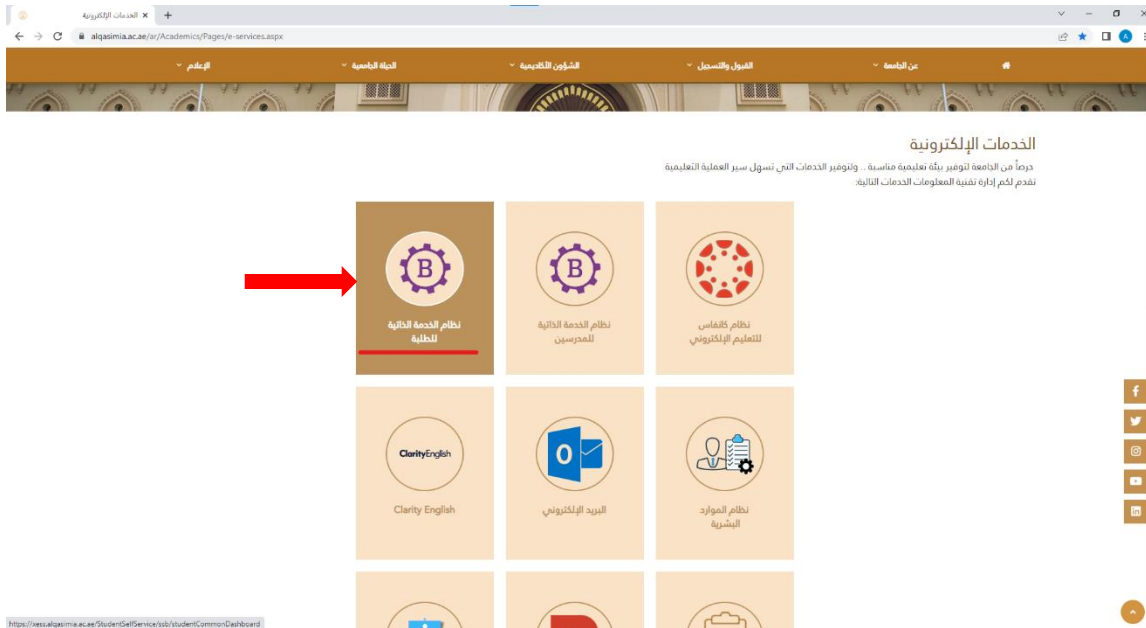 الخدمات الإلكترونية
alqasimia.ac.ae/ar/Academics/Pages/e-services.aspx
عن الجامعة
القبول والتسجيل
الشؤون الأكاديمية
الحياة الجامعية
الإعلام
الخدمات الإلكترونية
حرصاً من الجامعة لتوفير بيئة تعليمية مناسبة .. ولتوفير الخدمات التي تسهل سير العملية التعليمية
تقدم لكم إدارة تقنية المعلومات الخدمات التالية:
نظام كانفاس
للتعليم الإلكتروني
نظام الخدمة الذاتية
للمدرسين
نظام الخدمة الذاتية
للطلبة
B
B
نظام الموارد
البشرية
البريد الإلكتروني
ClarityEnglish
Clarity English
https://xess.alqasimia.ac.ae/StudentSelfService/ssb/studentCommonDashboard